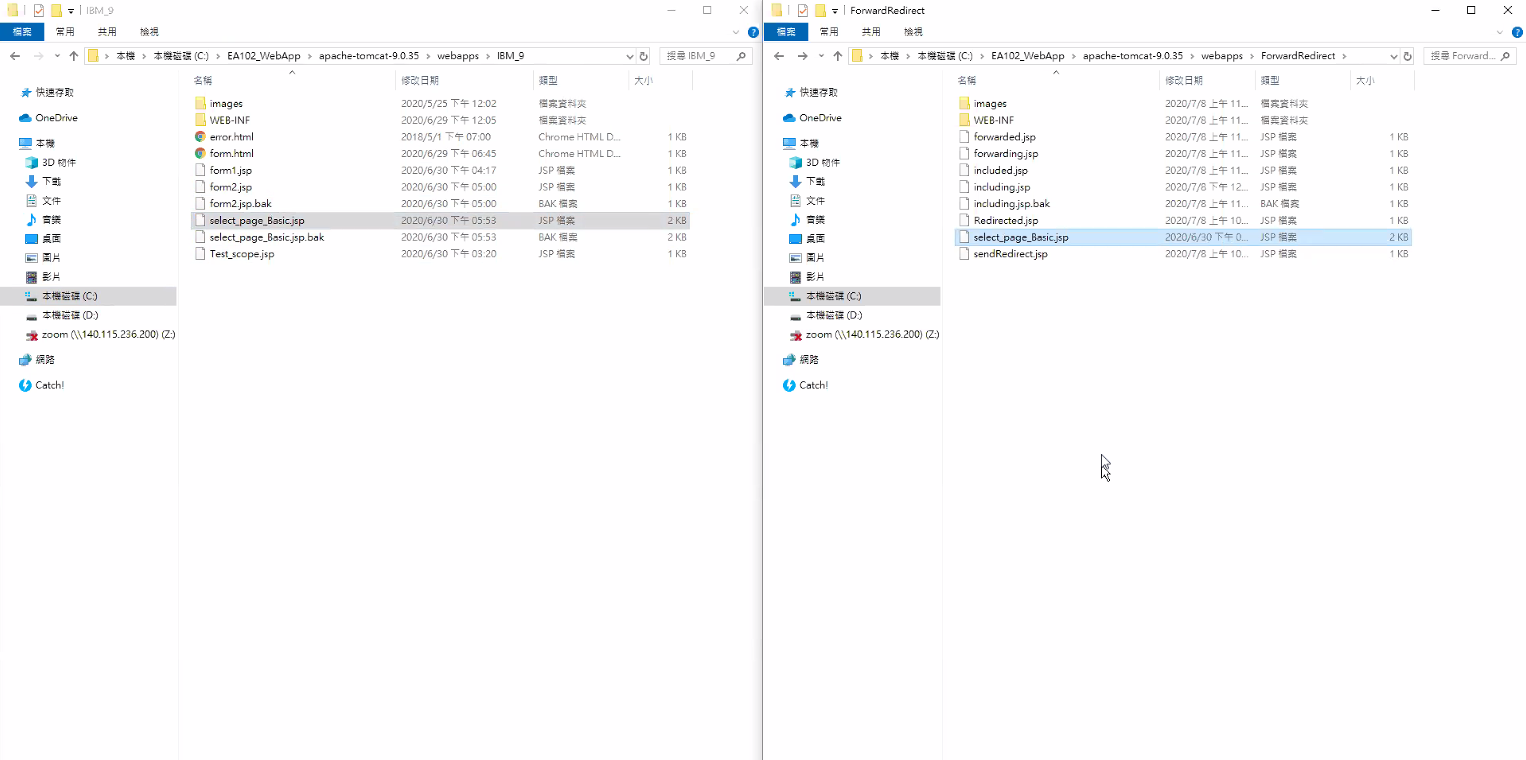 IBM_9
檔案 常用 共用 檢視
本機 › 本機磁碟 (C:) › EA102_WebApp › apache-tomcat-9.0.35 › webapps › IBM_9
搜尋 IBM_9
快速存取
OneDrive
本機
3D 物件
下載
文件
音樂
桌面
圖片
影片
本機磁碟 (C:)
本機磁碟 (D:)
zoom (\\140.115.236.200) (Z:)
網路
Catch!
名稱 修改日期 類型 大小
images 2020/5/25 下午 12:02 檔案資料夾
WEB-INF 2020/6/29 下午 12:05 檔案資料夾
error.html 2018/5/1 下午 07:00 Chrome HTML D... 1 KB
form.html 2020/6/29 下午 06:45 Chrome HTML D... 1 KB
form1.jsp 2020/6/30 下午 04:17 JSP 檔案 1 KB
form2.jsp 2020/6/30 下午 05:00 JSP 檔案 1 KB
form2.jsp.bak 2020/6/30 下午 05:00 BAK 檔案 1 KB
select_page_Basic.jsp 2020/6/30 下午 05:53 JSP 檔案 2 KB
select_page_Basic.jsp.bak 2020/6/30 下午 05:53 BAK 檔案 2 KB
Test_scope.jsp 2020/6/30 下午 03:20 JSP 檔案 1 KB
ForwardRedirect
檔案 常用 共用 檢視
本機 › 本機磁碟 (C:) › EA102_WebApp › apache-tomcat-9.0.35 › webapps › ForwardRedirect ›
搜尋 Forward...
快速存取
OneDrive
本機
3D 物件
下載
文件
音樂
桌面
圖片
影片
本機磁碟 (C:)
本機磁碟 (D:)
zoom (\\140.115.236.200) (Z:)
網路
Catch!
名稱 修改日期 類型 大小
images 2020/7/8 上午 11... 檔案資料夾
WEB-INF 2020/7/8 上午 11... 檔案資料夾
forwarded.jsp 2020/7/8 上午 11... JSP 檔案 1 KB
forwarding.jsp 2020/7/8 上午 11... JSP 檔案 1 KB
included.jsp 2020/7/8 上午 11... JSP 檔案 1 KB
including.jsp 2020/7/8 下午 12... JSP 檔案 1 KB
including.jsp.bak 2020/7/8 上午 11... BAK 檔案 1 KB
Redirected.jsp 2020/7/8 上午 10... JSP 檔案 1 KB
select_page_Basic.jsp 2020/6/30 下午 0... JSP 檔案 2 KB
sendRedirect.jsp 2020/7/8 上午 10... JSP 檔案 1 KB